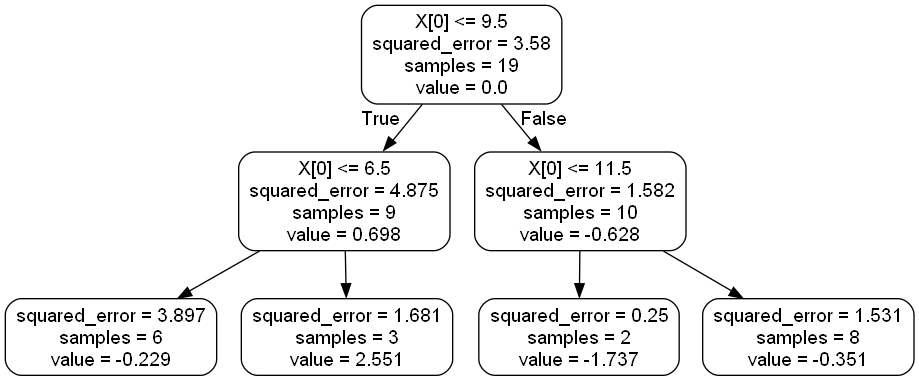 X[0] <= 9.5
squared_error = 3.58
samples = 19
value = 0.0
True
False
X[0] <= 6.5
squared_error = 4.875
samples = 9
value = 0.698
X[0] <= 11.5
squared_error = 1.582
samples = 10
value = -0.628
squared_error = 3.897
samples = 6
value = -0.229
squared_error = 1.681
samples = 3
value = 2.551
squared_error = 0.25
samples = 2
value = -1.737
squared_error = 1.531
samples = 8
value = -0.351